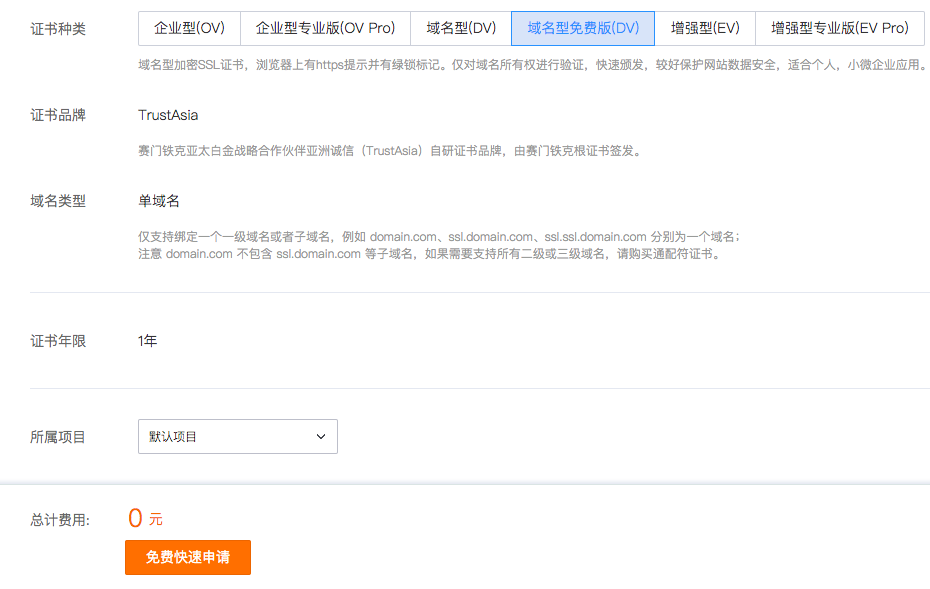 证书种类 企业型(OV) 企业型专业版(OV Pro) 域名型(DV) 域名型免费版(DV) 增强型(EV) 增强型专业版(EV Pro)
域名型加密SSL证书，浏览器上有https提示并有绿锁标记。仅对域名所有权进行验证，快速颁发，较好保护网站数据安全，适合个人，小微企业应用。
证书品牌 TrustAsia
赛门铁克亚太白金战略合作伙伴亚洲诚信（TrustAsia）自研证书品牌，由赛门铁克根证书签发。
域名类型 单域名
仅支持绑定一个一级域名或者子域名，例如 domain.com、ssl.domain.com、ssl.ssl.domain.com 分别为一个域名；
注意 domain.com 不包含 ssl.domain.com 等子域名，如果需要支持所有二级或三级域名，请购买通配符证书。
证书年限 1年
所属项目 默认项目
总计费用: 0 元
免费快速申请